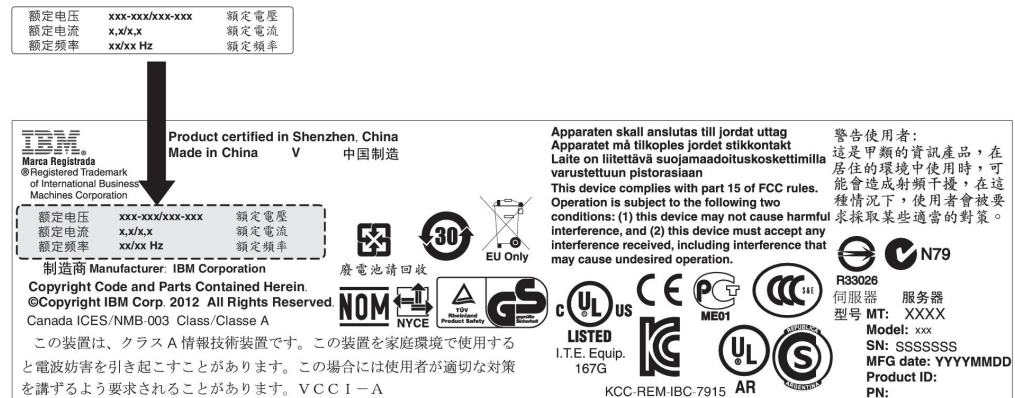 额定电压 xxx-xxx/xxx-xxx 額定電壓
额定电流 x,x/x,x 額定電流
额定频率 xx/xx Hz 額定頻率
IBM®
Marca Registrada
® Registered Trademark
of International Business
Machines Corporation
Product certified in Shenzhen, China
Made in China V 中国制造
额定电压 xxx-xxx/xxx-xxx 額定電壓
额定电流 x,x/x,x 額定電流
额定频率 xx/xx Hz 額定頻率
制造商 Manufacturer: IBM Corporation
Copyright Code and Parts Contained Herein.
©Copyright IBM Corp. 2012 All Rights Reserved.
Canada ICES/NMB-003 Class/Classe A
この装置は、クラス A 情報技術装置です。この装置を家庭環境で使用する
と電波妨害を引き起こすことがあります。この場合には使用者が適切な対策
を講ずるよう要求されることがあります。VCCI-A
廢電池請回收
30
EU Only
NOM
NYCE
TÜV
Rheinland
Product Safety
GS
geprüfte
Sicherheit
Apparaten skall anslutas till jordat uttag
Apparatet må tilkoples jordet stikkontakt
Laite on liitettävä suojamaadoituskoskettimilla
varustettuun pistorasiaan
This device complies with part 15 of FCC rules.
Operation is subject to the following two
conditions: (1) this device may not cause harmful
interference, and (2) this device must accept any
interference received, including interference that
may cause undesired operation.
C UL US
LISTED
I.T.E. Equip.
167G
CE
PCT
ME01
CCC S&E
KC
KCC-REM-IBC-7915
UL
AR
REPUBLICA
S
ARGENTINA
警告使用者:
這是甲類的資訊產品,在
居住的環境中使用時,可
能會造成射頻干擾,在這
種情況下,使用者會被要
求採取某些適當的對策。
R33026
N79
伺服器 服务器
型号 MT: XXXX
Model: xxx
SN: SSSSSSS
MFG date: YYYYMMDD
Product ID:
PN: